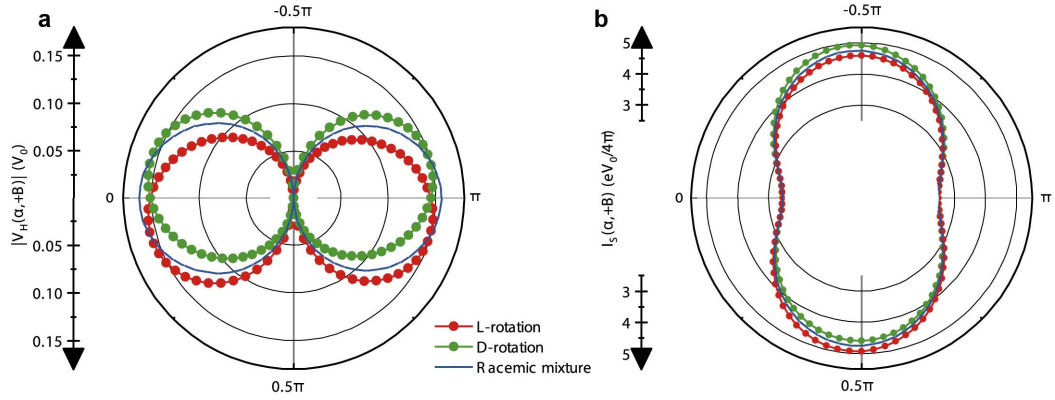 a
-0.5π
0.15
0.10
0.05
0.05
0.10
0.15
|V_H(α,+B)| (V_0)
0
π
0.5π
L-rotation
D-rotation
Racemic mixture
b
-0.5π
5
4
3
3
4
5
I_S(α,+B) (eV_0/4π)
π
0.5π